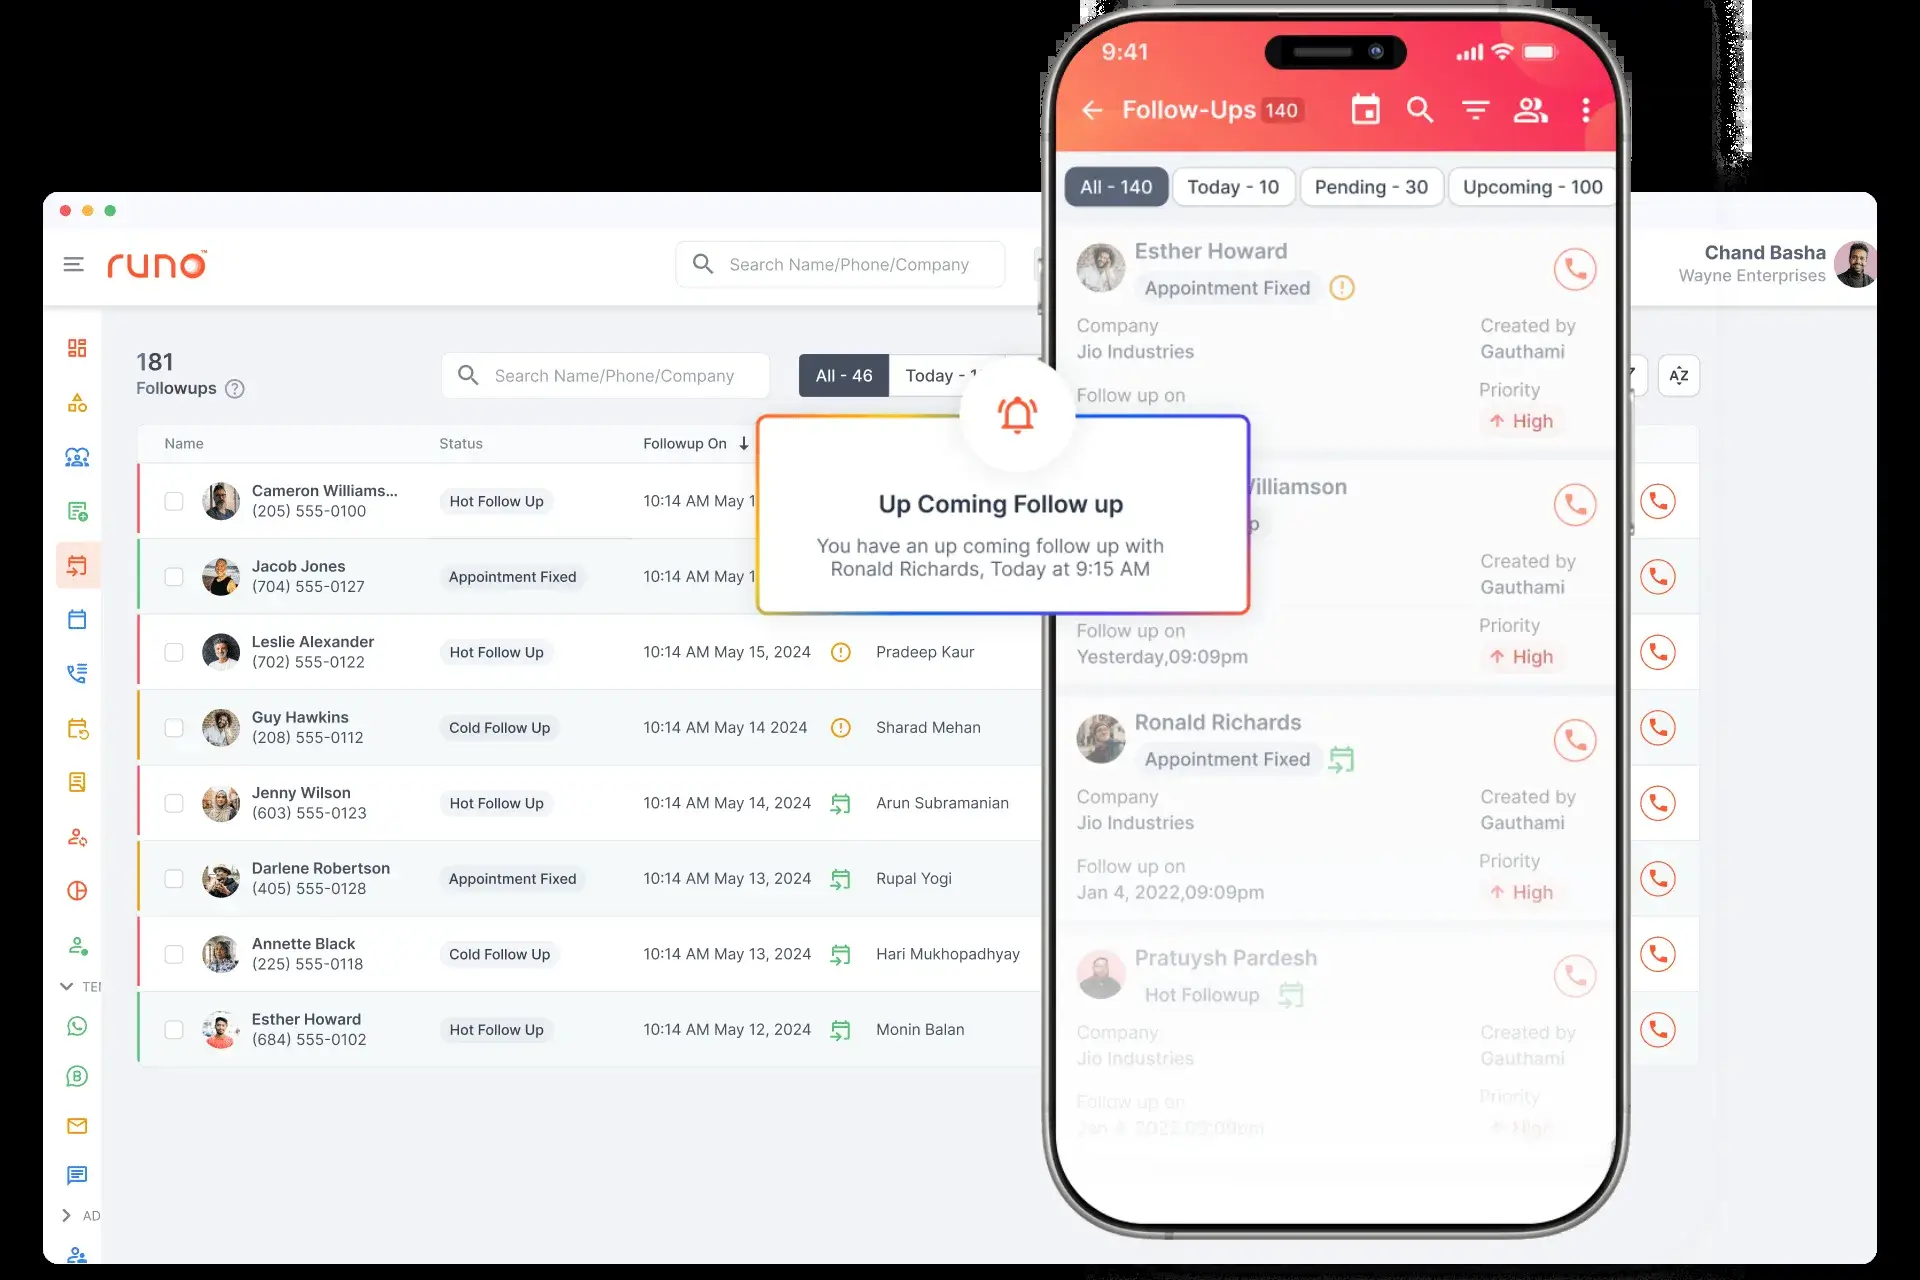 runo
TM
Search Name/Phone/Company
Chand Basha
Wayne Enterprises
181
Followups
?
Search Name/Phone/Company
All - 46
Today -
AZ
Name
Status
Followup On
Cameron Williams...
(205) 555-0100
Hot Follow Up
10:14 AM May 1
Jacob Jones
(704) 555-0127
Appointment Fixed
10:14 AM May 1
Leslie Alexander
(702) 555-0122
Hot Follow Up
10:14 AM May 15, 2024
Pradeep Kaur
Guy Hawkins
(208) 555-0112
Cold Follow Up
10:14 AM May 14 2024
Sharad Mehan
Jenny Wilson
(603) 555-0123
Hot Follow Up
10:14 AM May 14, 2024
Arun Subramanian
Darlene Robertson
(405) 555-0128
Appointment Fixed
10:14 AM May 13, 2024
Rupal Yogi
Annette Black
(225) 555-0118
Cold Follow Up
10:14 AM May 13, 2024
Hari Mukhopadhyay
Esther Howard
(684) 555-0102
Hot Follow Up
10:14 AM May 12, 2024
Monin Balan
TEM
AD
Up Coming Follow up
You have an up coming follow up with
Ronald Richards, Today at 9:15 AM
9:41
Follow-Ups 140
All - 140
Today - 10
Pending - 30
Upcoming - 100
Esther Howard
Appointment Fixed
Company
Jio Industries
Created by
Gauthami
Follow up on
Priority
High
Williamson
p
Created by
Gauthami
Follow up on
Yesterday,09:09pm
Priority
High
Ronald Richards
Appointment Fixed
Company
Jio Industries
Created by
Gauthami
Follow up on
Jan 4, 2022,09:09pm
Priority
High
Pratuysh Pardesh
Hot Followup
Company
Jio Industries
Created by
Gauthami
Follow up on
Jan 4, 2022,09:09pm
Priority
High